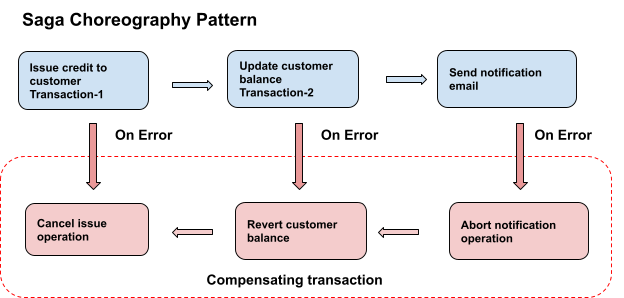 Saga Choreography Pattern
Issue credit to
customer
Transaction-1
Update customer
balance
Transaction-2
Send notification
email
On Error
On Error
On Error
Cancel issue
operation
Revert customer
balance
Abort notification
operation
Compensating transaction